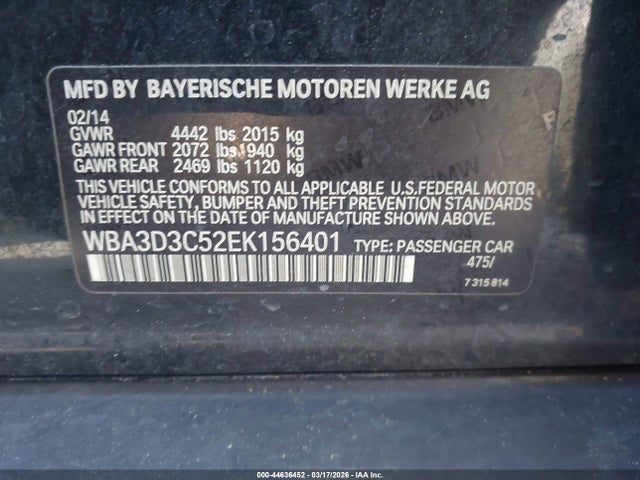 MFD BY BAYERISCHE MOTOREN WERKE AG
02/14
GVWR 4442 lbs 2015 kg
GAWR FRONT 2072 lbs 940 kg
GAWR REAR 2469 lbs 1120 kg
THIS VEHICLE CONFORMS TO ALL APPLICABLE U.S.FEDERAL MOTOR
VEHICLE SAFETY, BUMPER AND THEFT PREVENTION STANDARDS IN
EFFECT ON THE DATE OF MANUFACTURE SHOWN ABOVE.
WBA3D3C52EK156401 TYPE: PASSENGER CAR
475/
7 315 814
000-44636452 - 03/17/2026 - IAA Inc.